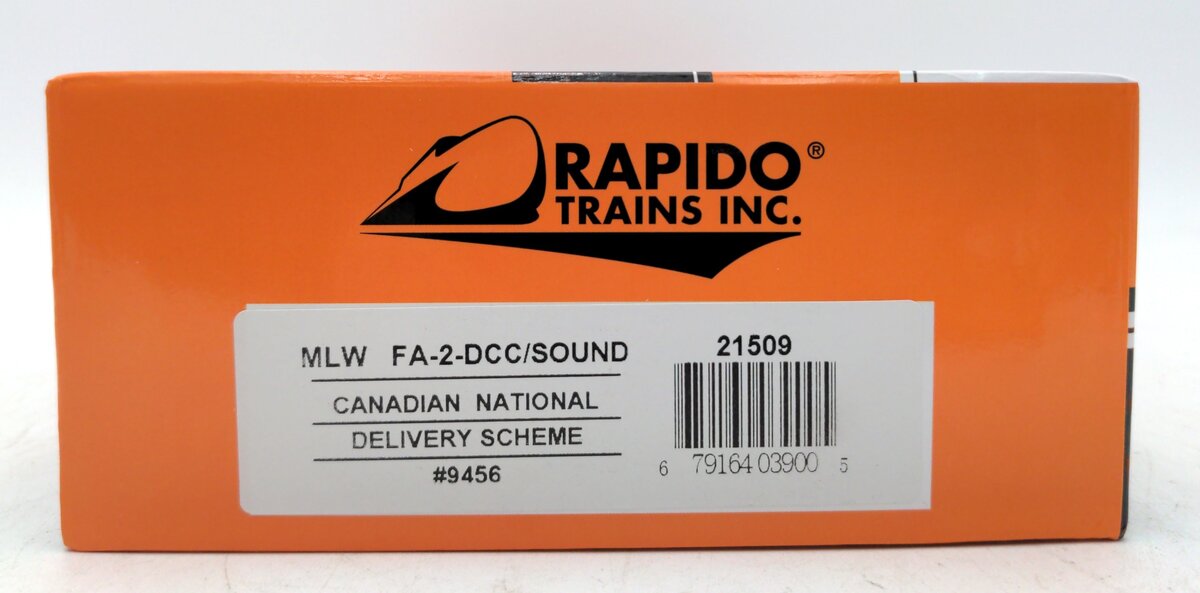 RAPIDO®
TRAINS INC.
MLW FA-2-DCC/SOUND
CANADIAN NATIONAL
DELIVERY SCHEME
#9456
21509
6 79164 03900 5